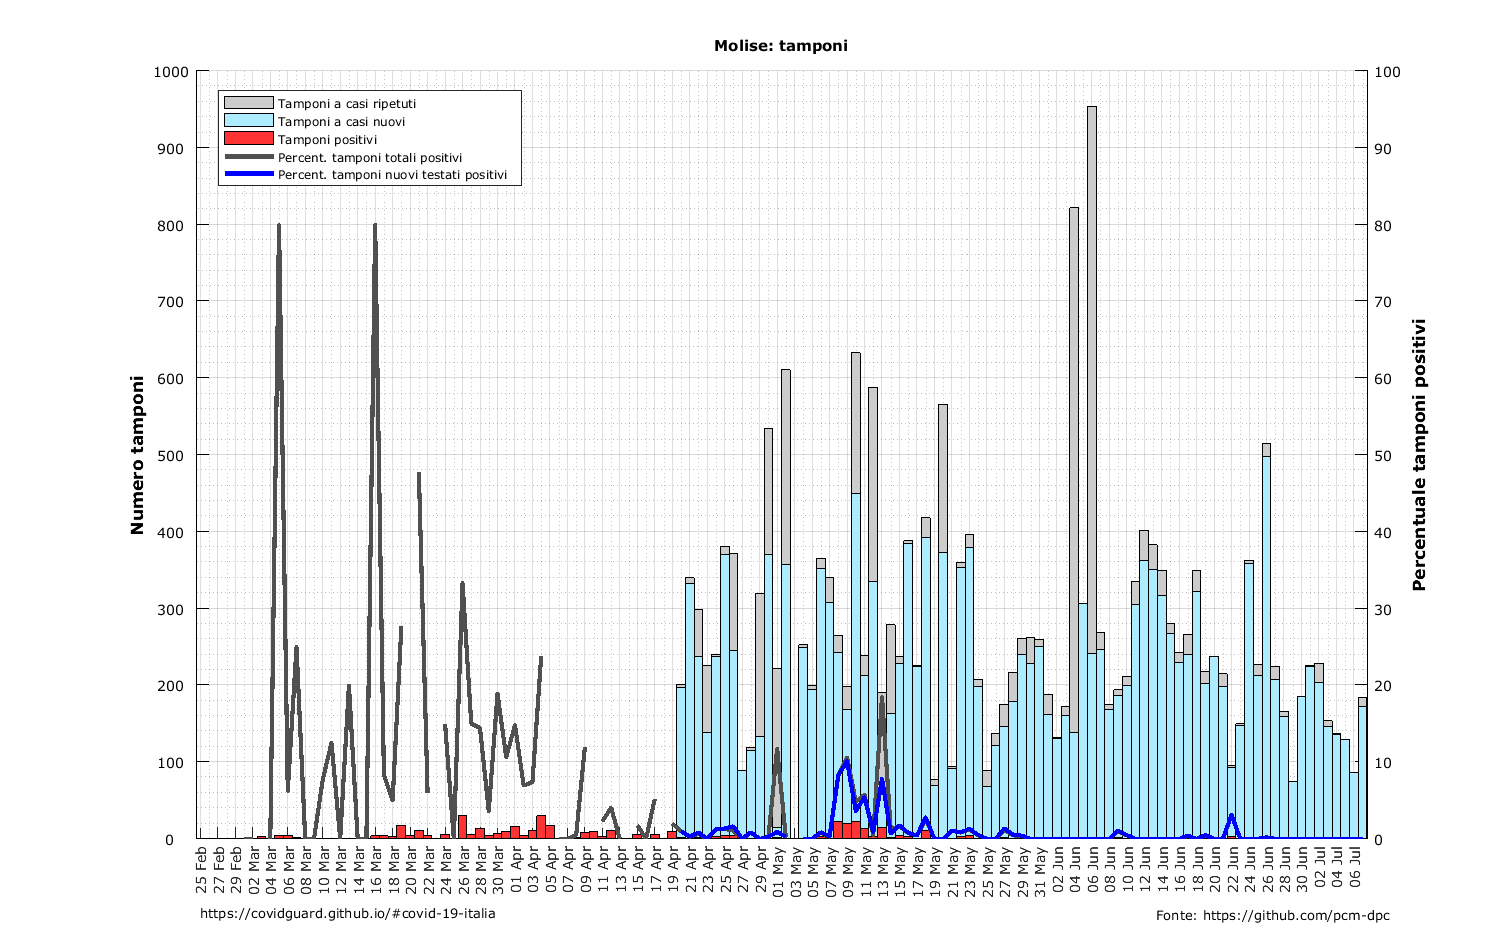 Molise: tamponi
1000
900
800
700
600
500
400
300
200
100
0
Numero tamponi
Tamponi a casi ripetuti
Tamponi a casi nuovi
Tamponi positivi
Percent. tamponi totali positivi
Percent. tamponi nuovi testati positivi
100
90
80
70
60
50
40
30
20
10
0
Percentuale tamponi positivi
25 Feb
27 Feb
29 Feb
02 Mar
04 Mar
06 Mar
08 Mar
10 Mar
12 Mar
14 Mar
16 Mar
18 Mar
20 Mar
22 Mar
24 Mar
26 Mar
28 Mar
30 Mar
01 Apr
03 Apr
05 Apr
07 Apr
09 Apr
11 Apr
13 Apr
15 Apr
17 Apr
19 Apr
21 Apr
23 Apr
25 Apr
27 Apr
29 Apr
01 May
03 May
05 May
07 May
09 May
11 May
13 May
15 May
17 May
19 May
21 May
23 May
25 May
27 May
29 May
31 May
02 Jun
04 Jun
06 Jun
08 Jun
10 Jun
12 Jun
14 Jun
16 Jun
18 Jun
20 Jun
22 Jun
24 Jun
26 Jun
28 Jun
30 Jun
02 Jul
04 Jul
06 Jul
https://covidguard.github.io/#covid-19-italia
Fonte: https://github.com/pcm-dpc